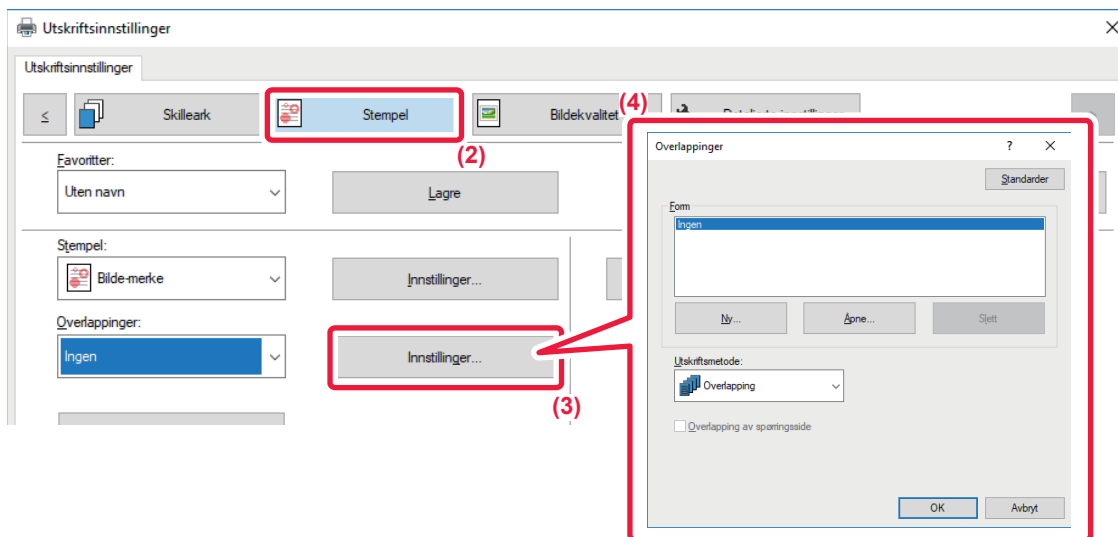 Utskriftsinnstillinger
Utskriftsinnstillinger
< Skilleark Stempel Bildekvalitet
(4)
(2)
Favoritter:
Uten navn Lagre
Stempel:
Bilde-merke Innstillinger...
Overlappinger:
Ingen Innstillinger...
(3)
Overlappinger ?
Standarder
Form
Ingen
Ny... Åpne... Slett
Utskriftsmetode:
Overlapping
Overlapping av spørringsside
OK Avbryt